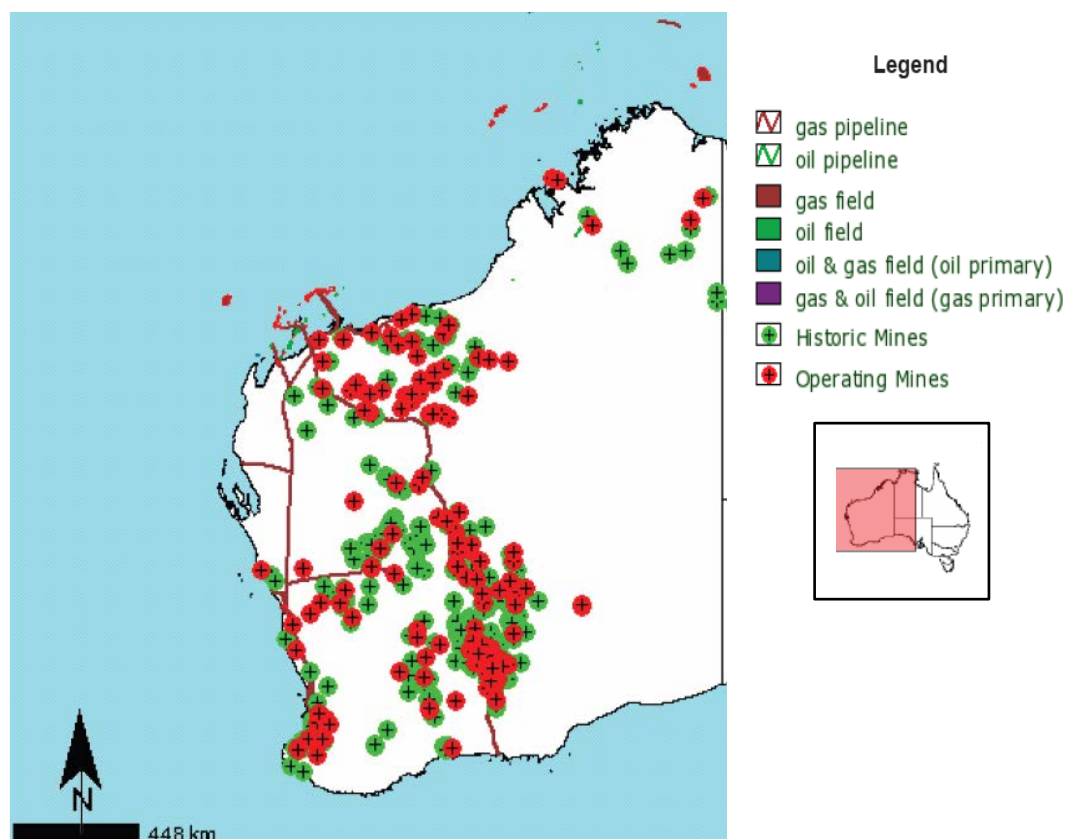 Legend
gas pipeline
oil pipeline
gas field
oil field
oil & gas field (oil primary)
gas & oil field (gas primary)
Historic Mines
Operating Mines
N
448 km